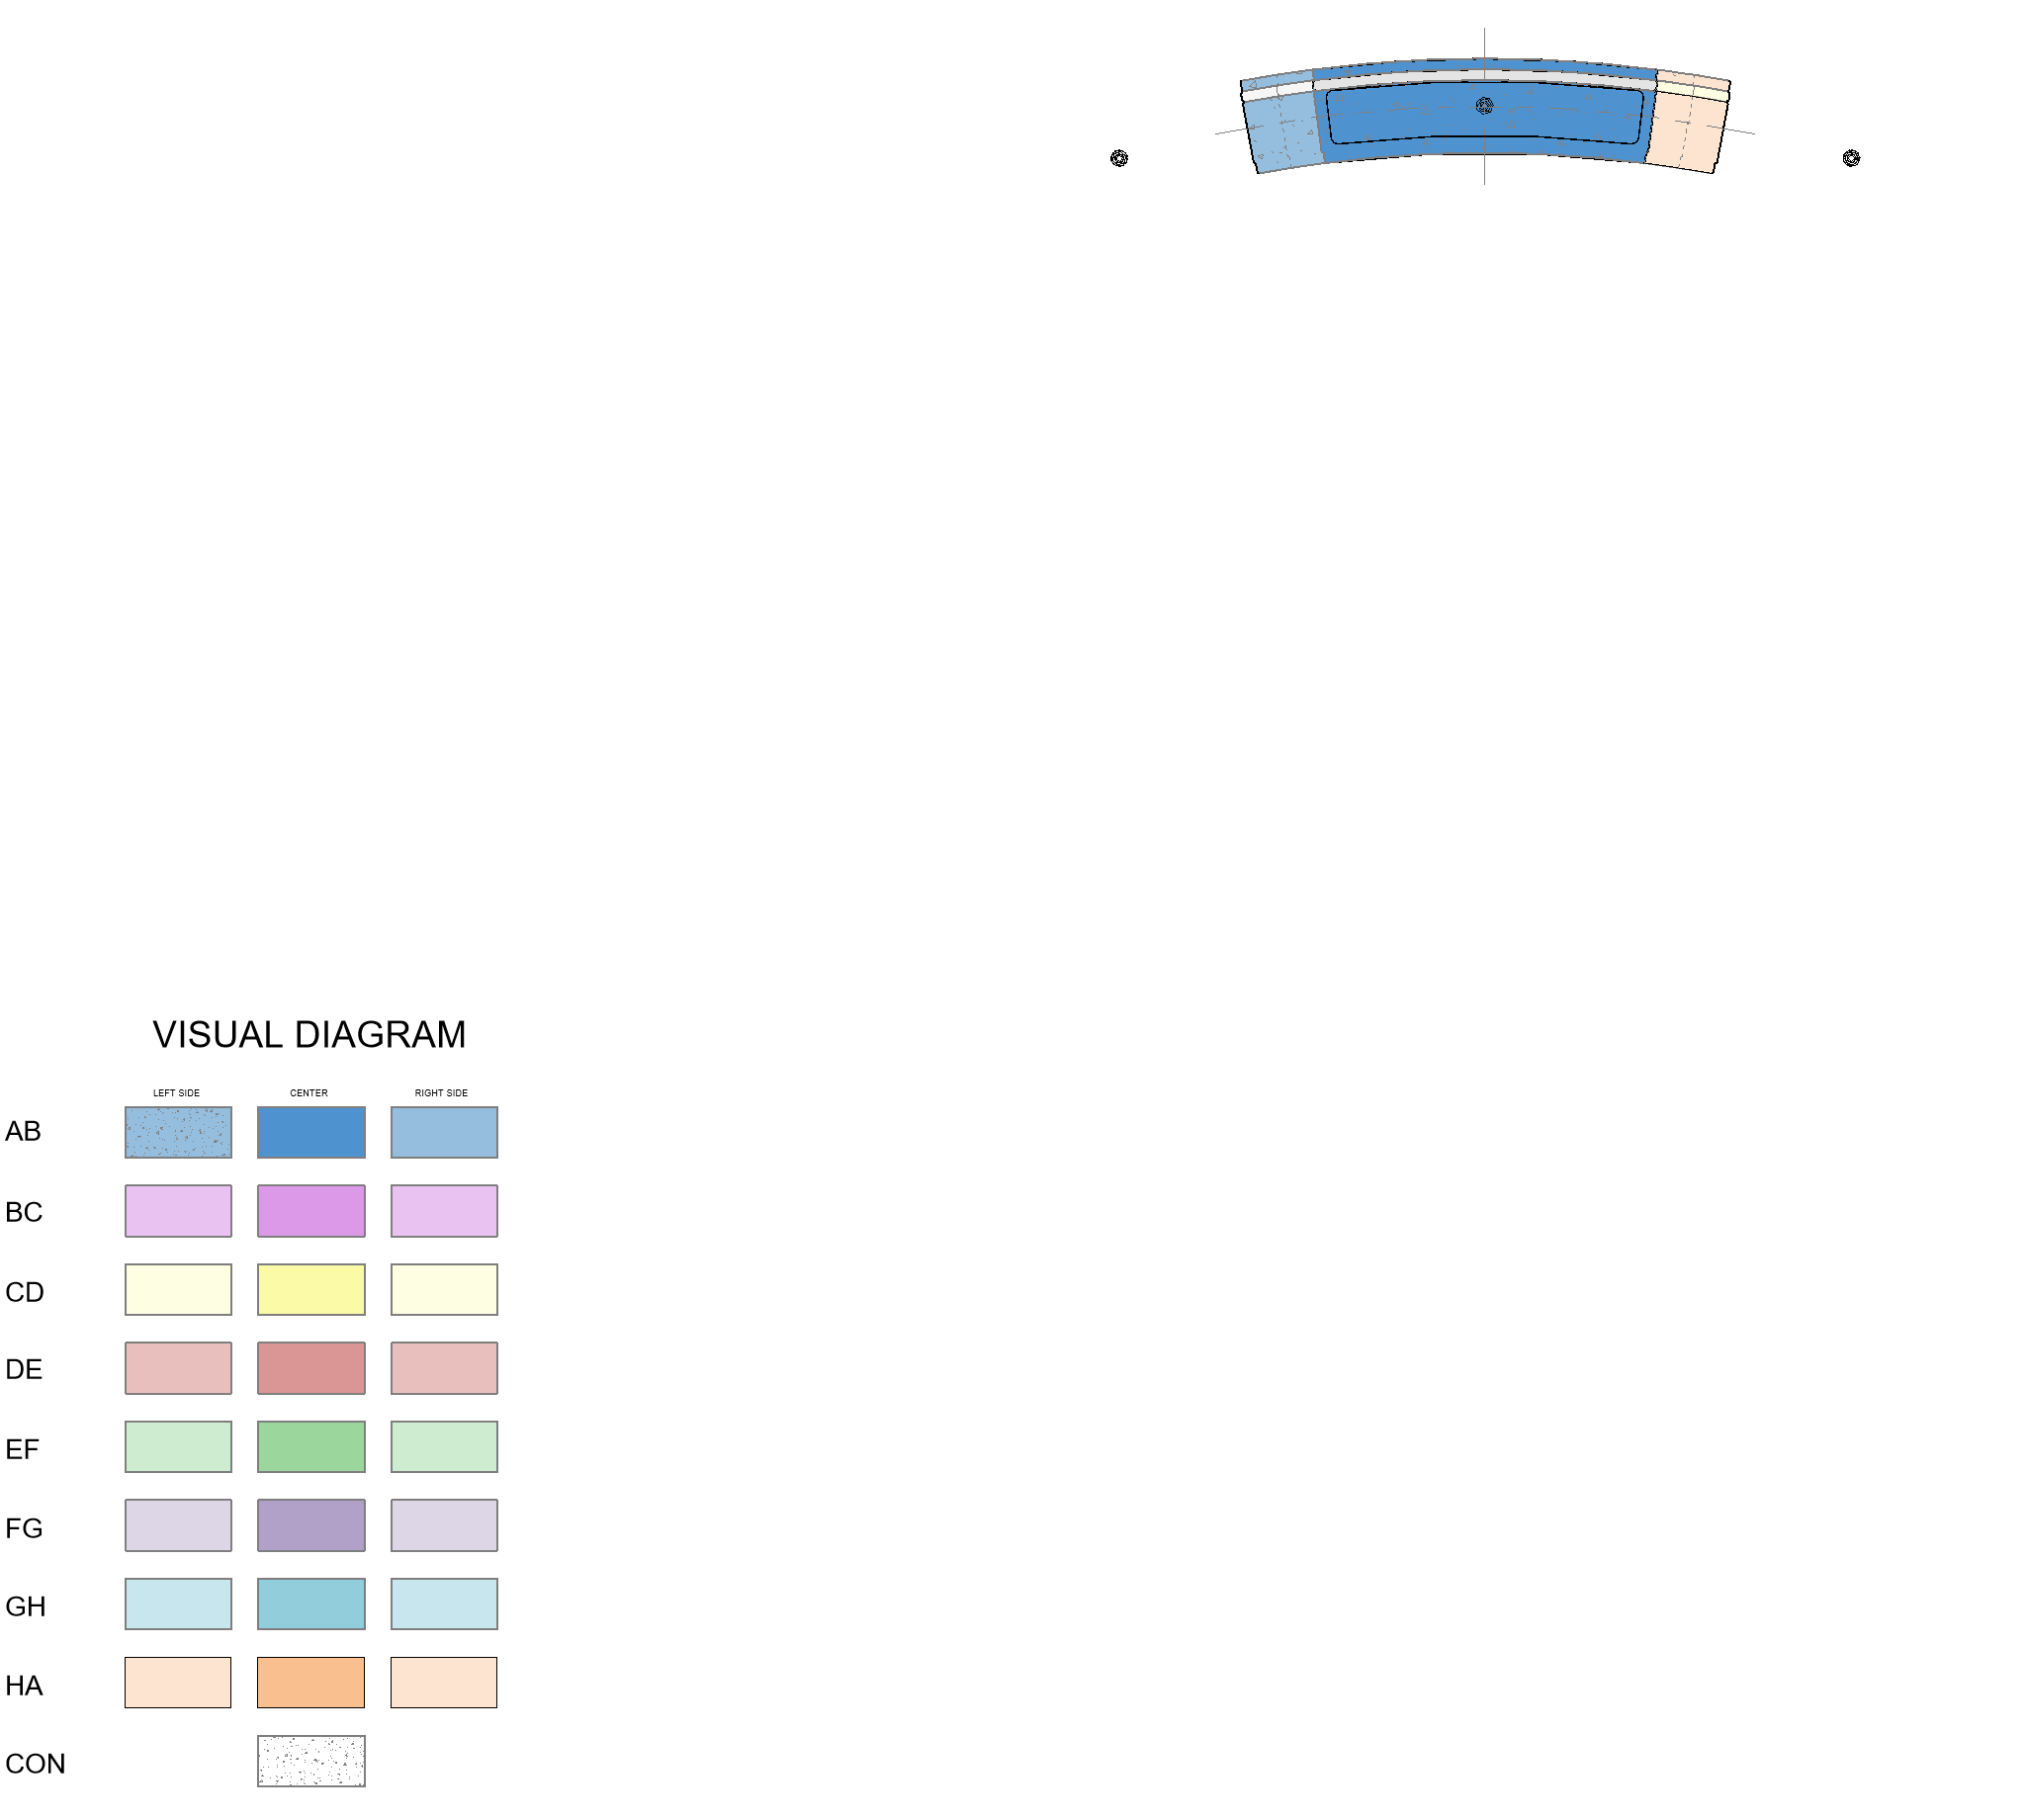 VISUAL DIAGRAM
LEFT SIDE CENTER RIGHT SIDE
AB
BC
CD
DE
EF
FG
GH
HA
CON